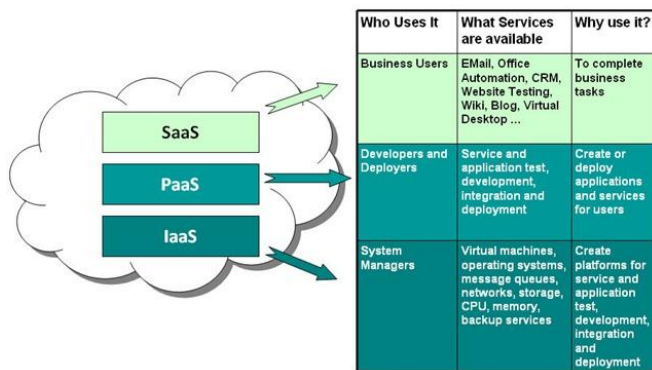 SaaS
PaaS
IaaS
Who Uses It
What Services
are available
Why use it?
Business Users
EMail, Office
Automation, CRM,
Website Testing,
Wiki, Blog, Virtual
Desktop ...
To complete
business
tasks
Developers and
Deployers
Service and
application test,
development,
integration and
deployment
Create or
deploy
applications
and services
for users
System
Managers
Virtual machines,
operating systems,
message queues,
networks, storage,
CPU, memory,
backup services
Create
platforms for
service and
application
test,
development,
integration
and
deployment